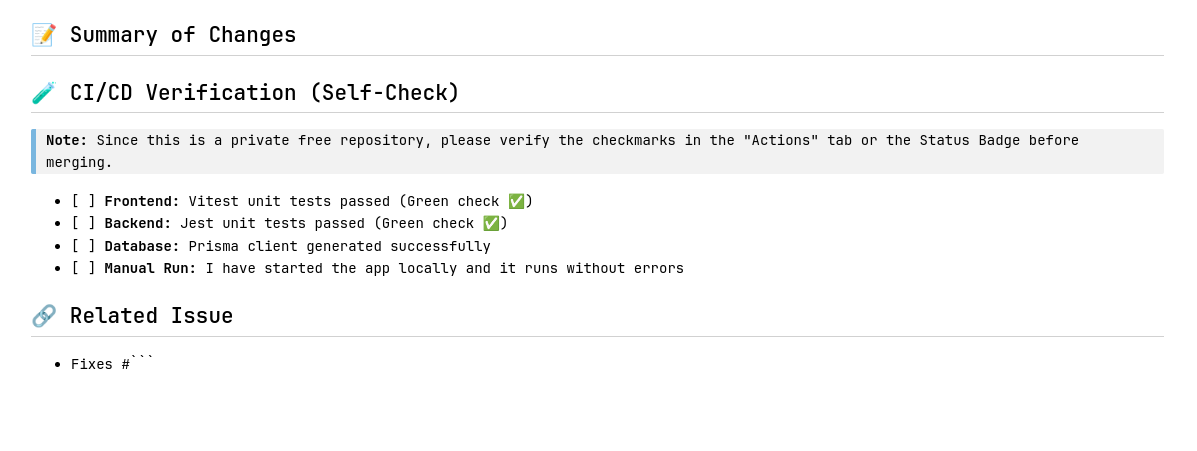 📝 Summary of Changes
🧪 CI/CD Verification (Self-Check)
Note: Since this is a private free repository, please verify the checkmarks in the "Actions" tab or the Status Badge before
merging.
• [ ] Frontend: Vitest unit tests passed (Green check ✅)
• [ ] Backend: Jest unit tests passed (Green check ✅)
• [ ] Database: Prisma client generated successfully
• [ ] Manual Run: I have started the app locally and it runs without errors
🔗 Related Issue
• Fixes #```